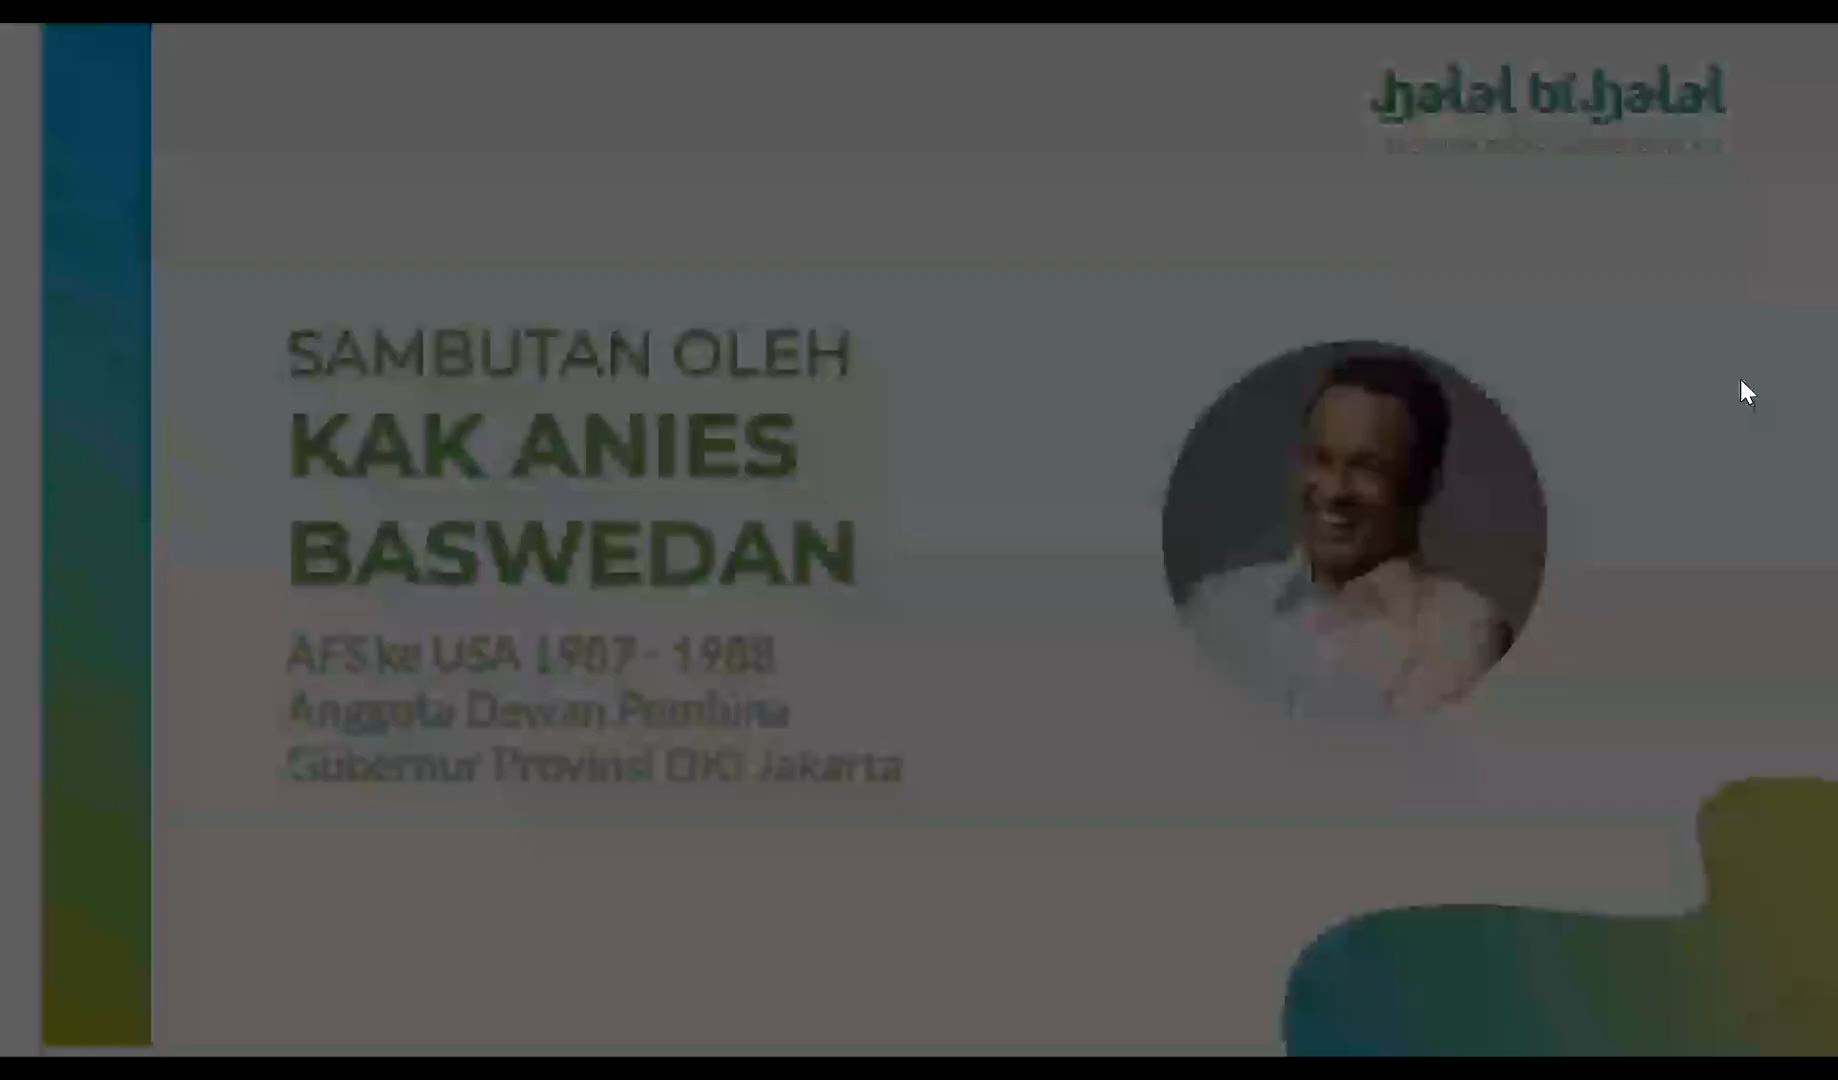 halal bi halal
SAMBUTAN OLEH
KAK ANIES
BASWEDAN
AFS ke USA 1987 - 1988
Anggota Dewan Pembina
Gubernur Provinsi DKI Jakarta